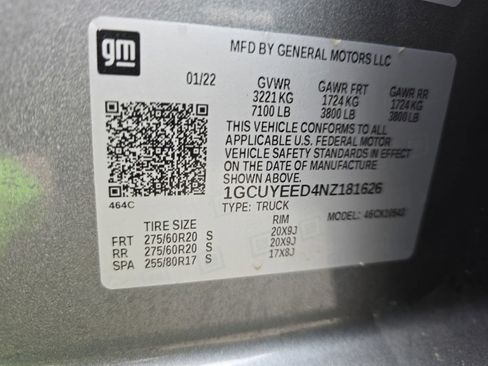 gm
MFD BY GENERAL MOTORS LLC
01/22 GVWR GAWR FRT GAWR RR
3221 KG 1724 KG 1724 KG
7100 LB 3800 LB 3800 LB
THIS VEHICLE CONFORMS TO ALL
APPLICABLE U.S. FEDERAL MOTOR
VEHICLE SAFETY STANDARDS IN EFFECT
ON THE DATE OF MANUFACTURE
SHOWN ABOVE.
1GCUYEED4NZ181626
464C
TYPE: TRUCK MODEL:
TIRE SIZE RIM
FRT 275/60R20 S 20X9J
RR 275/60R20 S 20X9J
SPA 255/80R17 S 17X8J